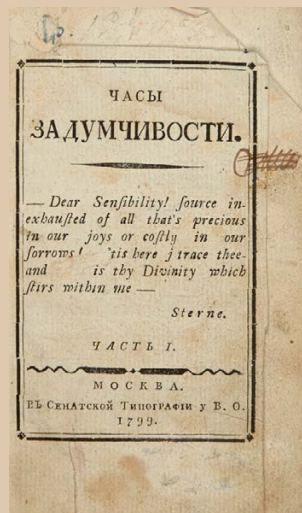 ЧАСЫ
ЗАДУМЧИВОСТИ.
— Dear Senſibility! ſource in-
exhauſted of all that's precious
in our joys or coſtly in our
ſorrows! 'tis here j trace thee-
and is thy Divinity which
ſtirs within me —
Sterne.
ЧАСТЬ I.
МОСКВА.
ВЪ СЕНАТСКОЙ ТИПОГРАФІИ У В. О.
1799.